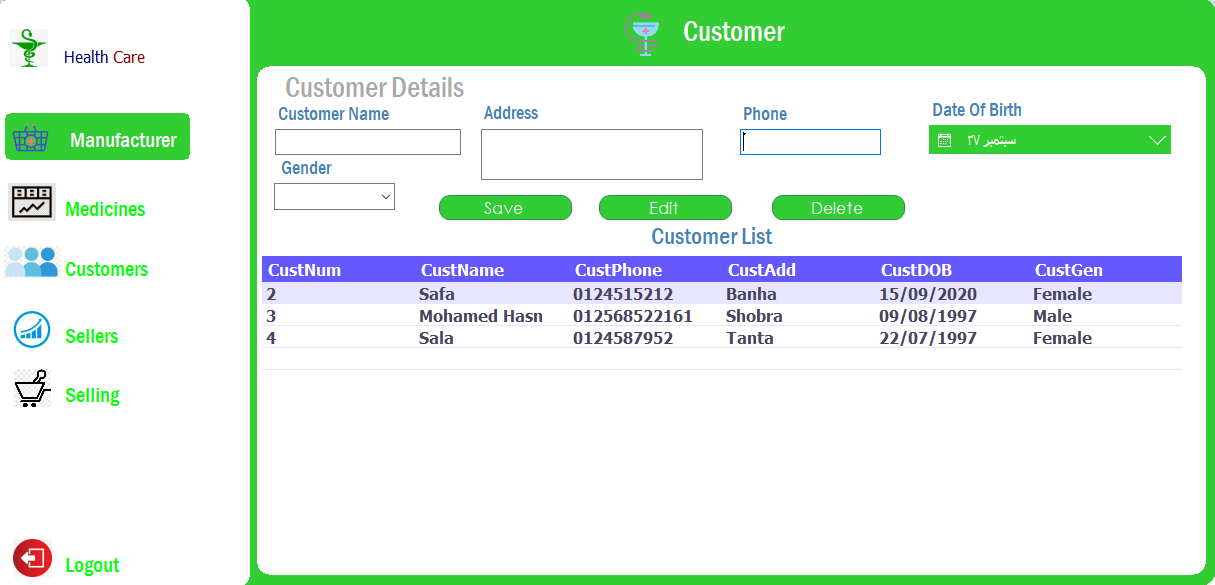 Health Care
Manufacturer
Medicines
Customers
Sellers
Selling
Logout
Customer
Customer Details
Customer Name
Address
Phone
Date Of Birth
سبتمبر ٢٧
Gender
Save
Edit
Delete
Customer List
CustNum CustName CustPhone CustAdd CustDOB CustGen
2 Safa 0124515212 Banha 15/09/2020 Female
3 Mohamed Hasn 012568522161 Shobra 09/08/1997 Male
4 Sala 0124587952 Tanta 22/07/1997 Female